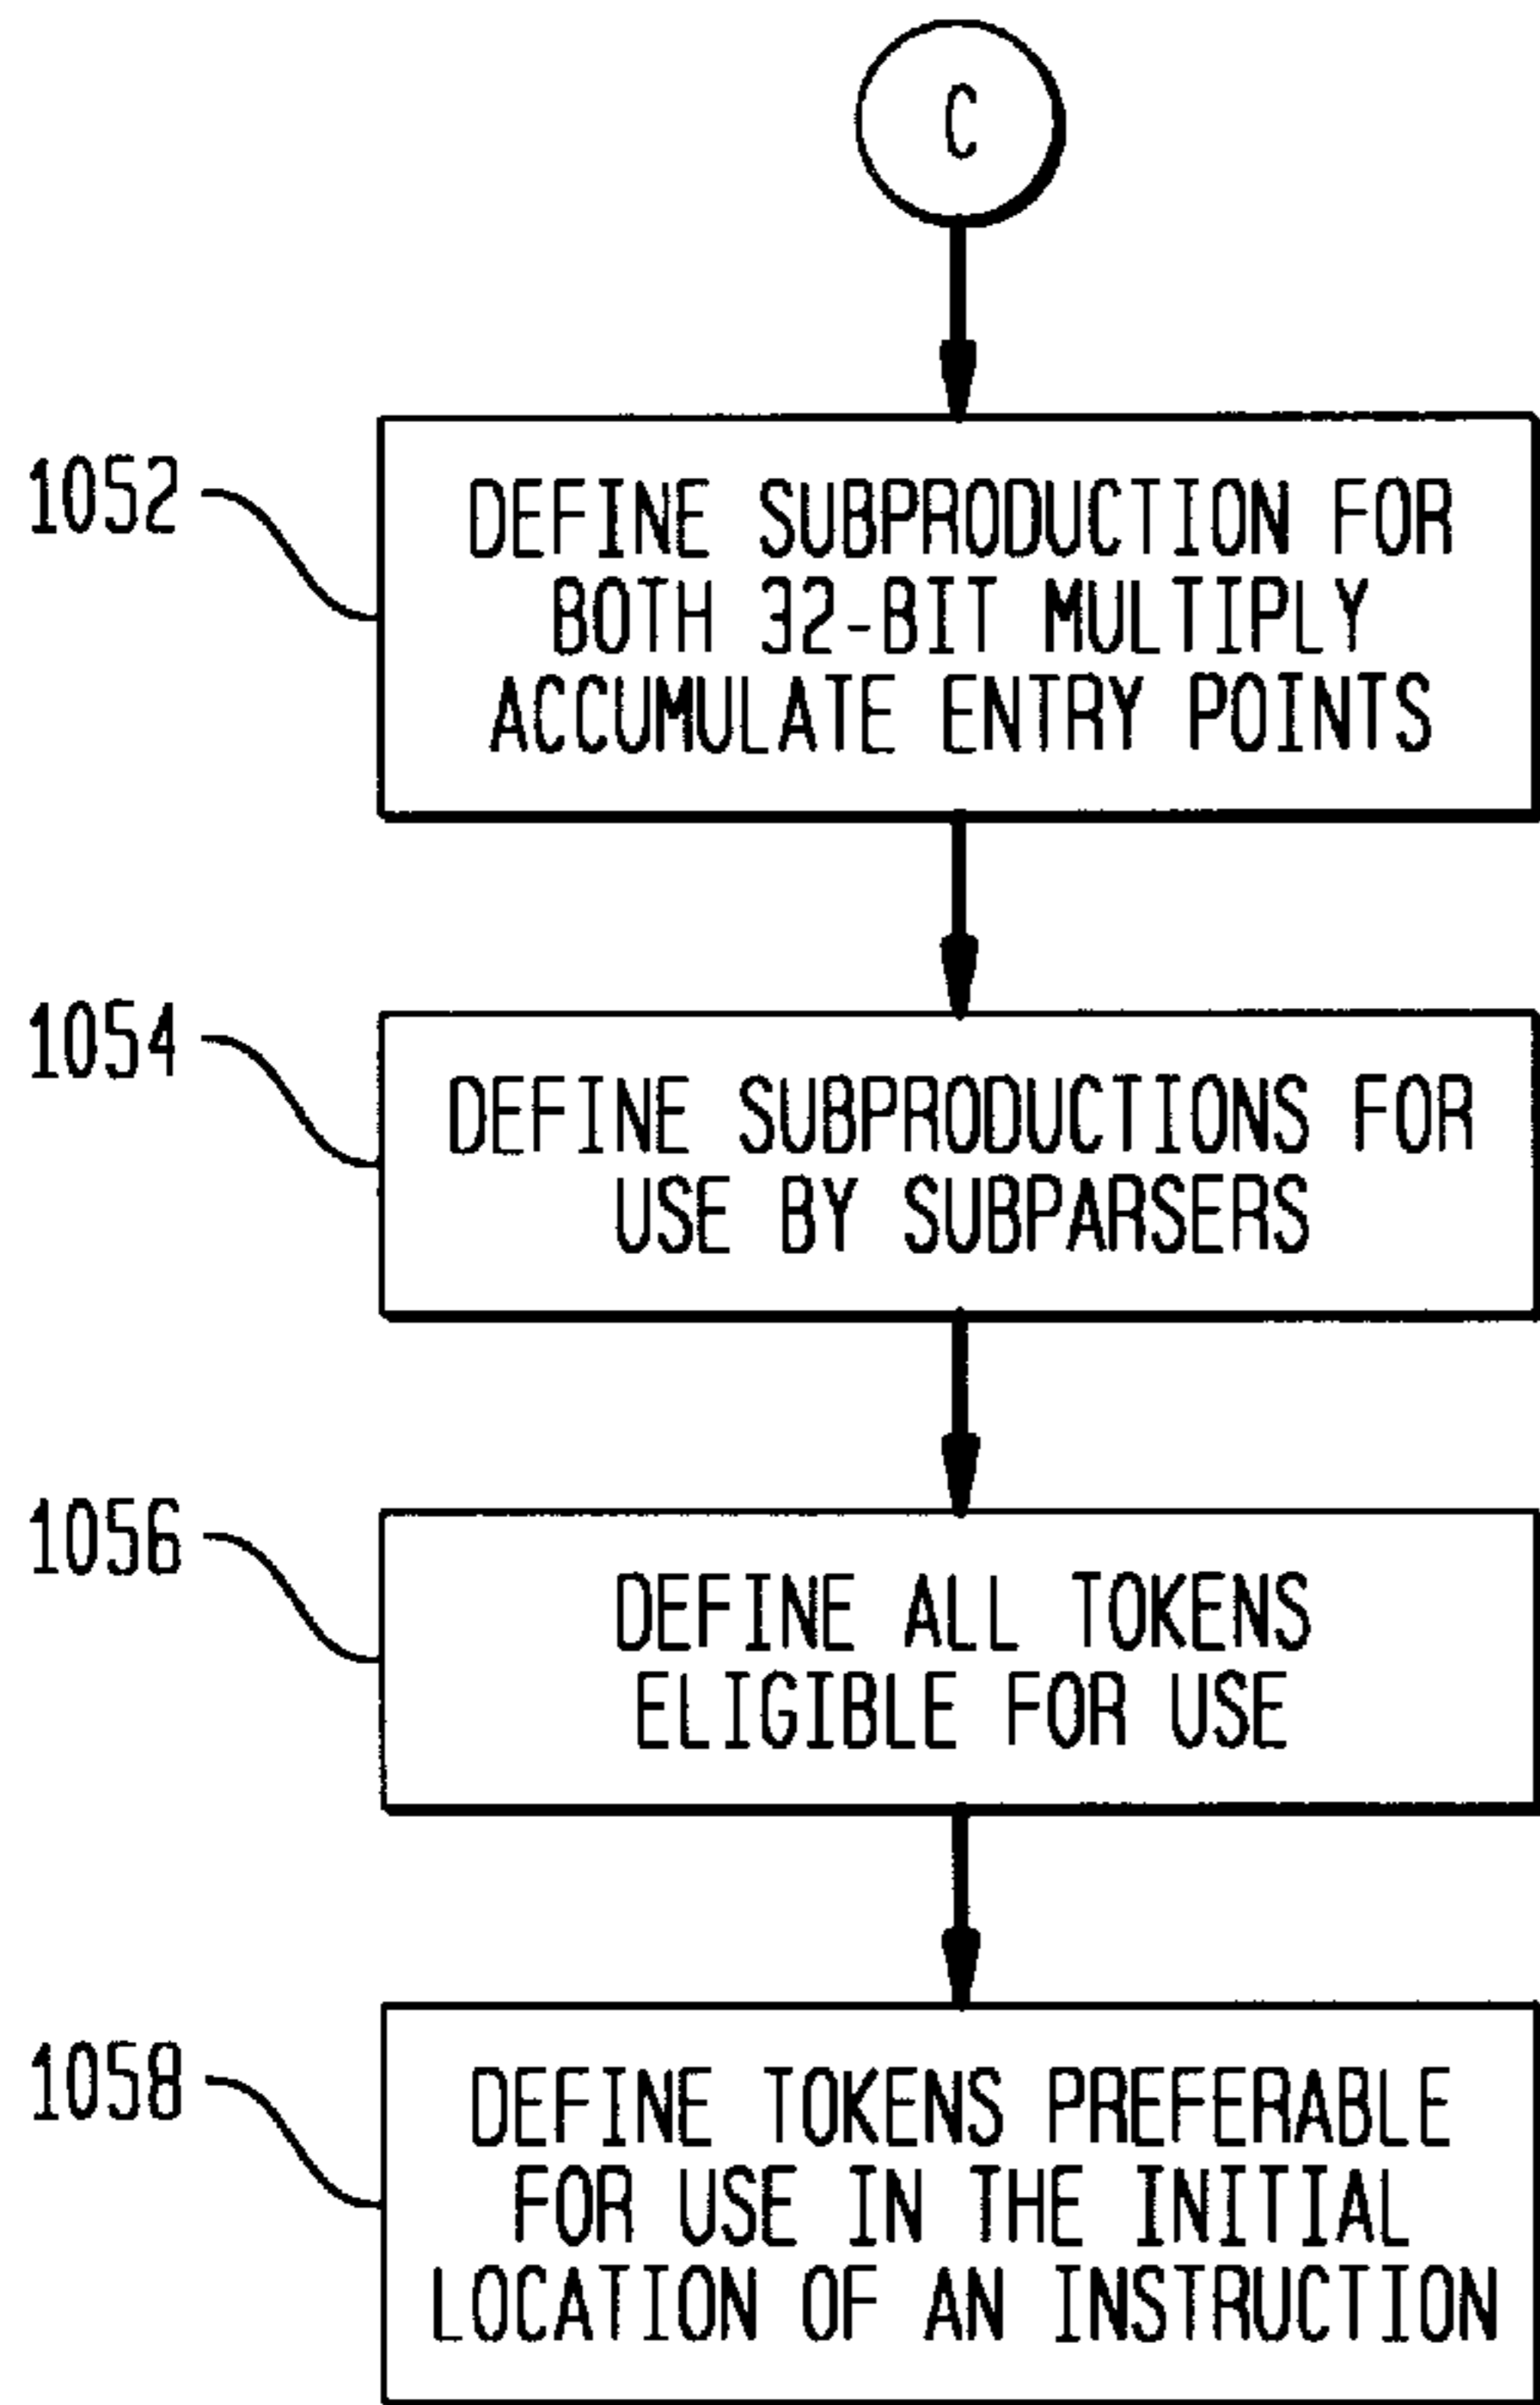 C
1052
DEFINE SUBPRODUCTION FOR
BOTH 32-BIT MULTIPLY
ACCUMULATE ENTRY POINTS
1054
DEFINE SUBPRODUCTIONS FOR
USE BY SUBPARSERS
1056
DEFINE ALL TOKENS
ELIGIBLE FOR USE
1058
DEFINE TOKENS PREFERABLE
FOR USE IN THE INITIAL
LOCATION OF AN INSTRUCTION